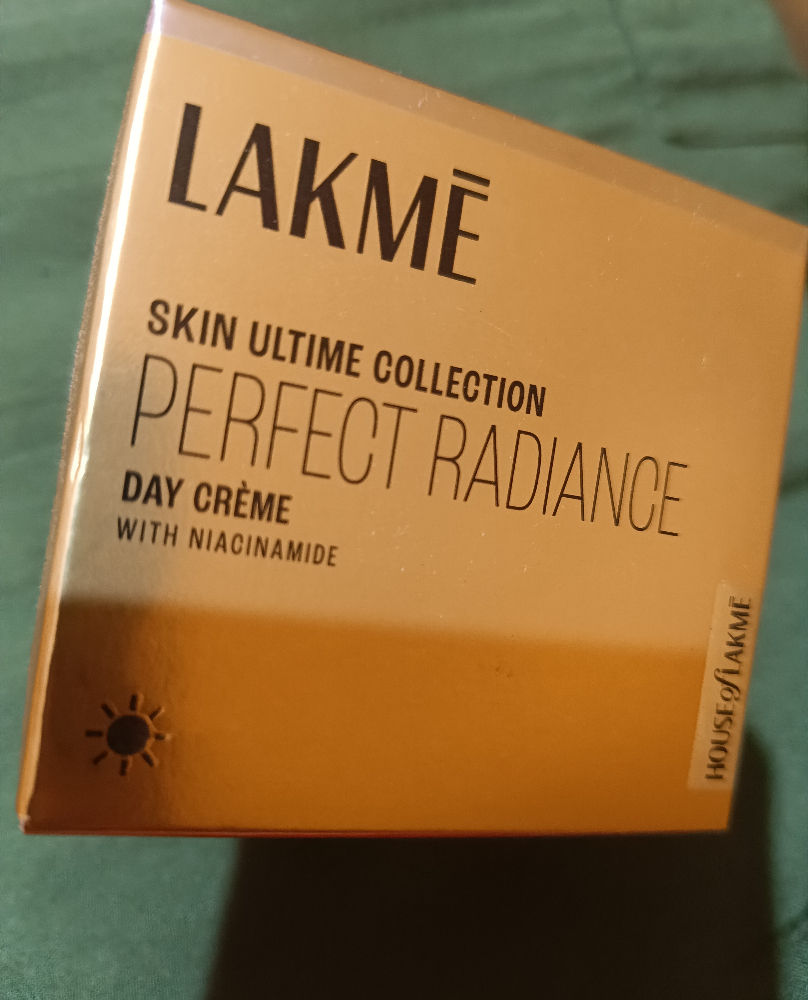 LAKMĒ
SKIN ULTIME COLLECTION
PERFECT RADIANCE
DAY CRÈME
WITH NIACINAMIDE
HOUSE of LAKMĒ